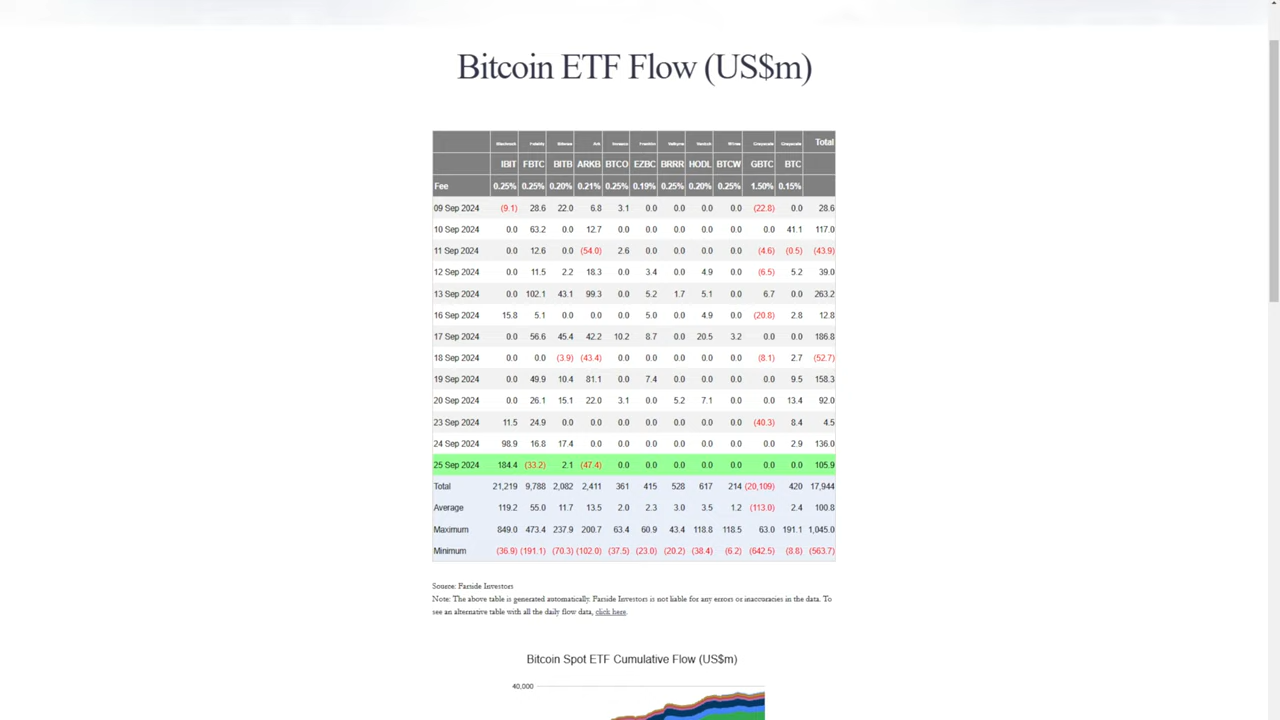 Bitcoin ETF Flow (US$m)
Blackrock Fidelity Bitwise Ark Invesco Franklin Valkyrie Vaneck WTree Grayscale Grayscale Total
IBIT FBTC BITB ARKB BTCO EZBC BRRR HODL BTCW GBTC BTC
Fee 0.25% 0.25% 0.20% 0.21% 0.25% 0.19% 0.25% 0.20% 0.25% 1.50% 0.15%
09 Sep 2024 (9.1) 28.6 22.0 6.8 3.1 0.0 0.0 0.0 0.0 (22.8) 0.0 28.6
10 Sep 2024 0.0 63.2 0.0 12.7 0.0 0.0 0.0 0.0 0.0 0.0 41.1 117.0
11 Sep 2024 0.0 12.6 0.0 (54.0) 2.6 0.0 0.0 0.0 0.0 (4.6) (0.5) (43.9)
12 Sep 2024 0.0 11.5 2.2 18.3 0.0 3.4 0.0 4.9 0.0 (6.5) 5.2 39.0
13 Sep 2024 0.0 102.1 43.1 99.3 0.0 5.2 1.7 5.1 0.0 6.7 0.0 263.2
16 Sep 2024 15.8 5.1 0.0 0.0 0.0 5.0 0.0 4.9 0.0 (20.8) 2.8 12.8
17 Sep 2024 0.0 56.6 45.4 42.2 10.2 8.7 0.0 20.5 3.2 0.0 0.0 186.8
18 Sep 2024 0.0 0.0 (3.9) (43.4) 0.0 0.0 0.0 0.0 0.0 (8.1) 2.7 (52.7)
19 Sep 2024 0.0 49.9 10.4 81.1 0.0 7.4 0.0 0.0 0.0 0.0 9.5 158.3
20 Sep 2024 0.0 26.1 15.1 22.0 3.1 0.0 5.2 7.1 0.0 0.0 13.4 92.0
23 Sep 2024 11.5 24.9 0.0 0.0 0.0 0.0 0.0 0.0 0.0 (40.3) 8.4 4.5
24 Sep 2024 98.9 16.8 17.4 0.0 0.0 0.0 0.0 0.0 0.0 0.0 2.9 136.0
25 Sep 2024 184.4 (33.2) 2.1 (47.4) 0.0 0.0 0.0 0.0 0.0 0.0 0.0 105.9
Total 21,219 9,788 2,082 2,411 361 415 528 617 214 (20,109) 420 17,944
Average 119.2 55.0 11.7 13.5 2.0 2.3 3.0 3.5 1.2 (113.0) 2.4 100.8
Maximum 849.0 473.4 237.9 200.7 63.4 60.9 43.4 118.8 118.5 63.0 191.1 1,045.0
Minimum (36.9) (191.1) (70.3) (102.0) (37.5) (23.0) (20.2) (38.4) (6.2) (642.5) (8.8) (563.7)
Source: Farside Investors
Note: The above table is generated automatically. Farside Investors is not liable for any errors or inaccuracies in the data. To
see an alternative table with all the daily flow data, click here.
Bitcoin Spot ETF Cumulative Flow (US$m)
40,000